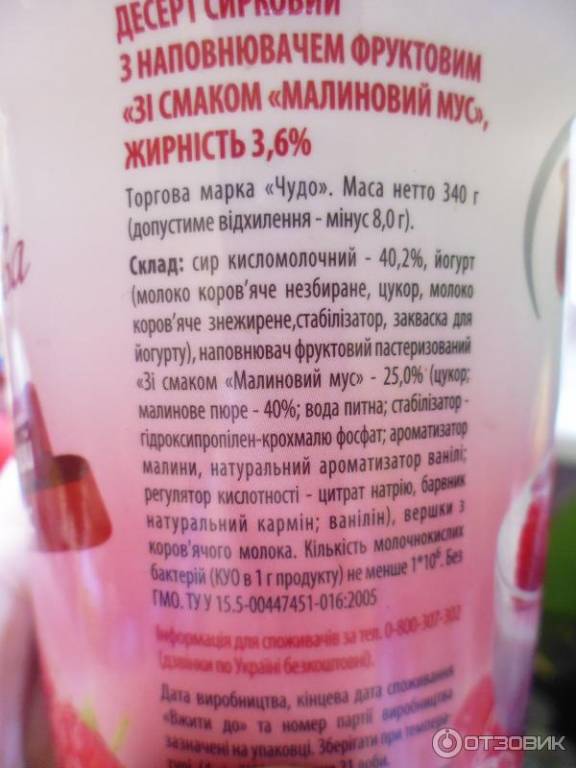 ДЕСЕРТ СИРКОВИЙ
З НАПОВНЮВАЧЕМ ФРУКТОВИМ
«ЗІ СМАКОМ «МАЛИНОВИЙ МУС»,
ЖИРНІСТЬ 3,6%
Торгова марка «Чудо». Маса нетто 340 г
(допустиме відхилення - мінус 8,0 г).
Склад: сир кисломолочний - 40,2%, йогурт
(молоко коров'яче незбиране, цукор, молоко
коров'яче знежирене,стабілізатор, закваска для
йогурту), наповнювач фруктовий пастеризований
«Зі смаком «Малиновий мус» - 25,0% (цукор;
малинове пюре - 40%; вода питна; стабілізатор -
гідроксипропілен-крохмалю фосфат; ароматизатор
малини, натуральний ароматизатор ванілі;
регулятор кислотності - цитрат натрію, барвник
натуральний кармін; ванілін), вершки з
коров'ячого молока. Кількість молочнокислих
бактерій (КУО в 1 г продукту) не менше 1*10⁶. Без
ГМО. ТУ У 15.5-00447451-016:2005
Інформація для споживачів за тел. 0-800-307-302
(дзвінки по Україні безкоштовні).
Дата виробництва, кінцева дата споживання
«Вжити до» та номер партії виробництва
зазначені на упаковці. Зберігати при темпера-
31 доби.
ОТЗОВИК